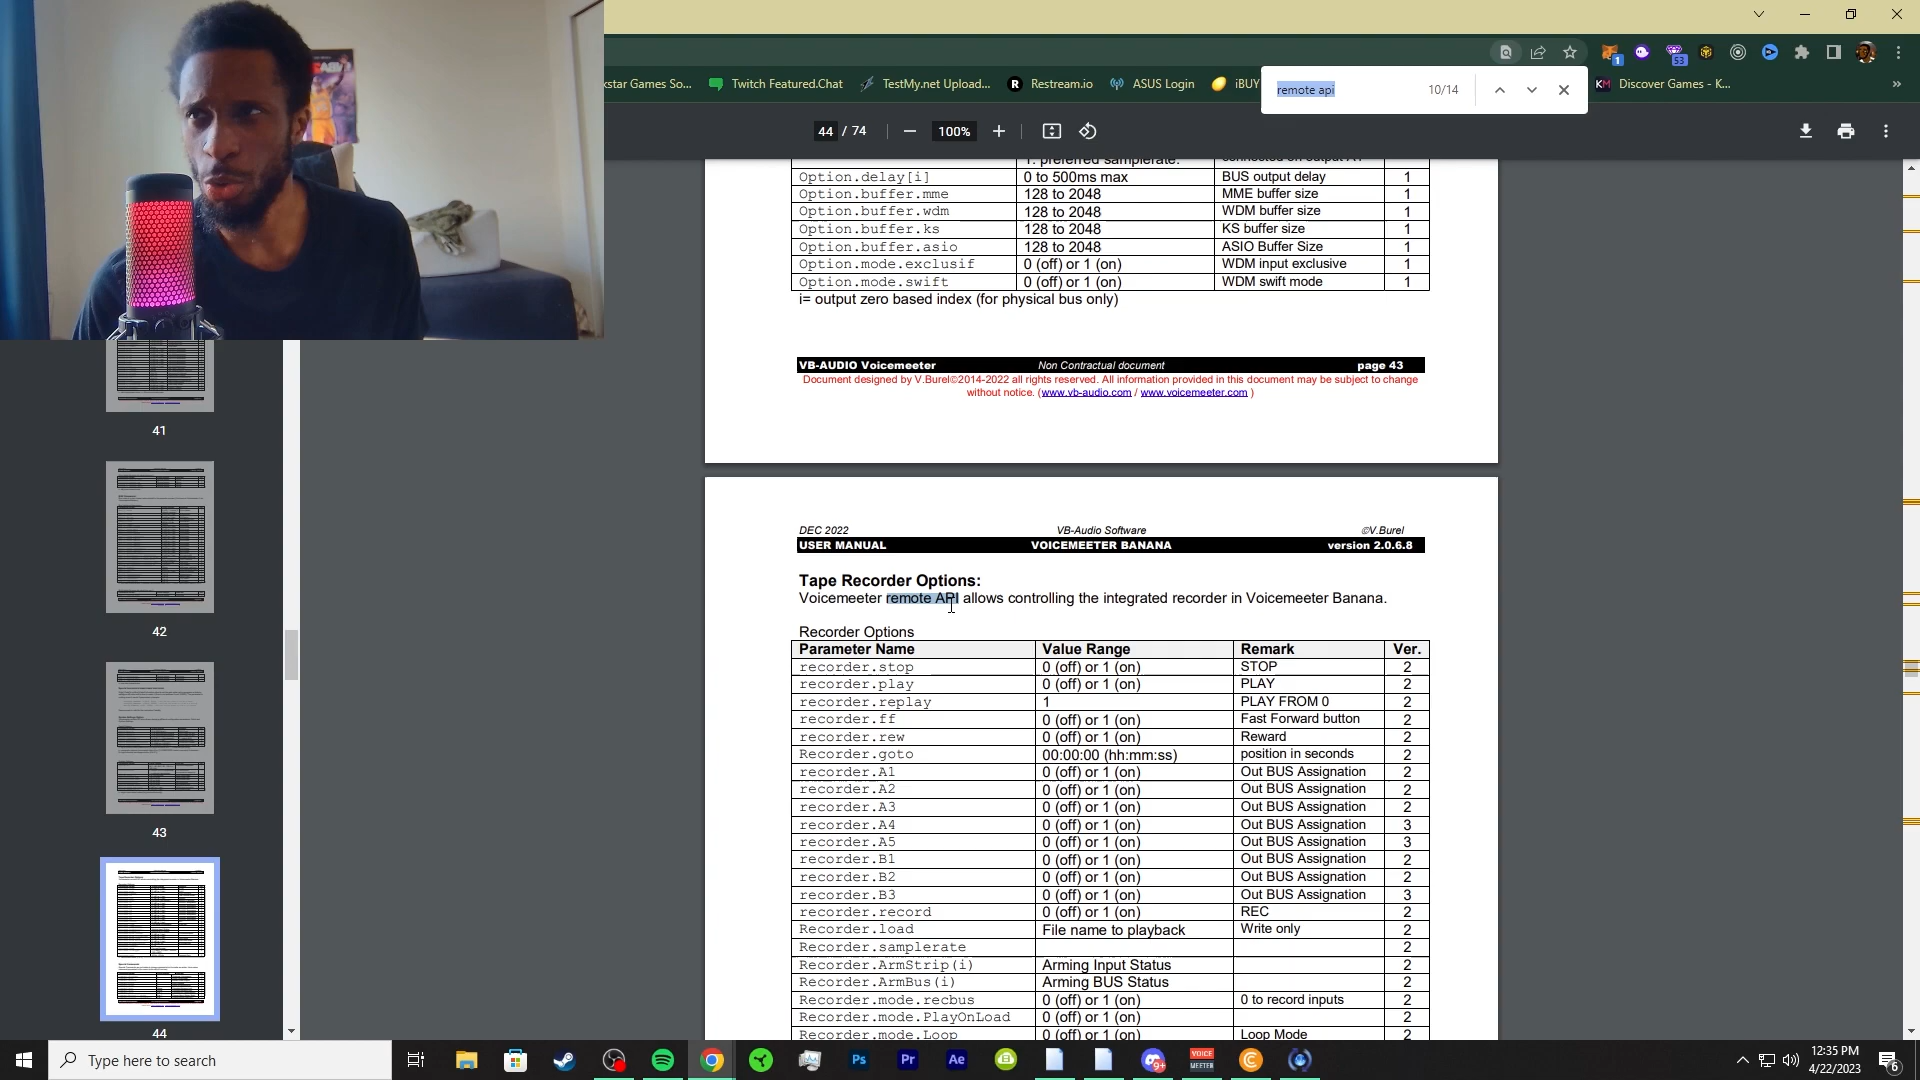 kstar Games So...
Twitch Featured.Chat
TestMy.net Upload...
Restream.io
ASUS Login
iBUY
remote api
10/14
Discover Games - K...
44 / 74
100%
1: preferred samplerate.
Option.delay[i] 0 to 500ms max BUS output delay 1
Option.buffer.mme 128 to 2048 MME buffer size 1
Option.buffer.wdm 128 to 2048 WDM buffer size 1
Option.buffer.ks 128 to 2048 KS buffer size 1
Option.buffer.asio 128 to 2048 ASIO Buffer Size 1
Option.mode.exclusif 0 (off) or 1 (on) WDM input exclusive 1
Option.mode.swift 0 (off) or 1 (on) WDM swift mode 1
i= output zero based index (for physical bus only)
VB-AUDIO Voicemeeter Non Contractual document page 43
Document designed by V.Burel©2014-2022 all rights reserved. All information provided in this document may be subject to change
without notice. (www.vb-audio.com / www.voicemeeter.com )
DEC 2022 VB-Audio Software ©V.Burel
USER MANUAL VOICEMEETER BANANA version 2.0.6.8
Tape Recorder Options:
Voicemeeter remote API allows controlling the integrated recorder in Voicemeeter Banana.
Recorder Options
Parameter Name Value Range Remark Ver.
recorder.stop 0 (off) or 1 (on) STOP 2
recorder.play 0 (off) or 1 (on) PLAY 2
recorder.replay 1 PLAY FROM 0 2
recorder.ff 0 (off) or 1 (on) Fast Forward button 2
recorder.rew 0 (off) or 1 (on) Reward 2
Recorder.goto 00:00:00 (hh:mm:ss) position in seconds 2
recorder.A1 0 (off) or 1 (on) Out BUS Assignation 2
recorder.A2 0 (off) or 1 (on) Out BUS Assignation 2
recorder.A3 0 (off) or 1 (on) Out BUS Assignation 2
recorder.A4 0 (off) or 1 (on) Out BUS Assignation 3
recorder.A5 0 (off) or 1 (on) Out BUS Assignation 3
recorder.B1 0 (off) or 1 (on) Out BUS Assignation 2
recorder.B2 0 (off) or 1 (on) Out BUS Assignation 2
recorder.B3 0 (off) or 1 (on) Out BUS Assignation 3
recorder.record 0 (off) or 1 (on) REC 2
Recorder.load File name to playback Write only 2
Recorder.samplerate 2
Recorder.ArmStrip(i) Arming Input Status 2
Recorder.ArmBus(i) Arming BUS Status 2
Recorder.mode.recbus 0 (off) or 1 (on) 0 to record inputs 2
Recorder.mode.PlayOnLoad 0 (off) or 1 (on) 2
Recorder.mode.Loop 0 (off) or 1 (on) Loop Mode 2
41
42
43
44
Type here to search
Ps
Pr
Ae
9+
VOICE
MEETER
12:35 PM
4/22/2023
6
1
53
R
KM